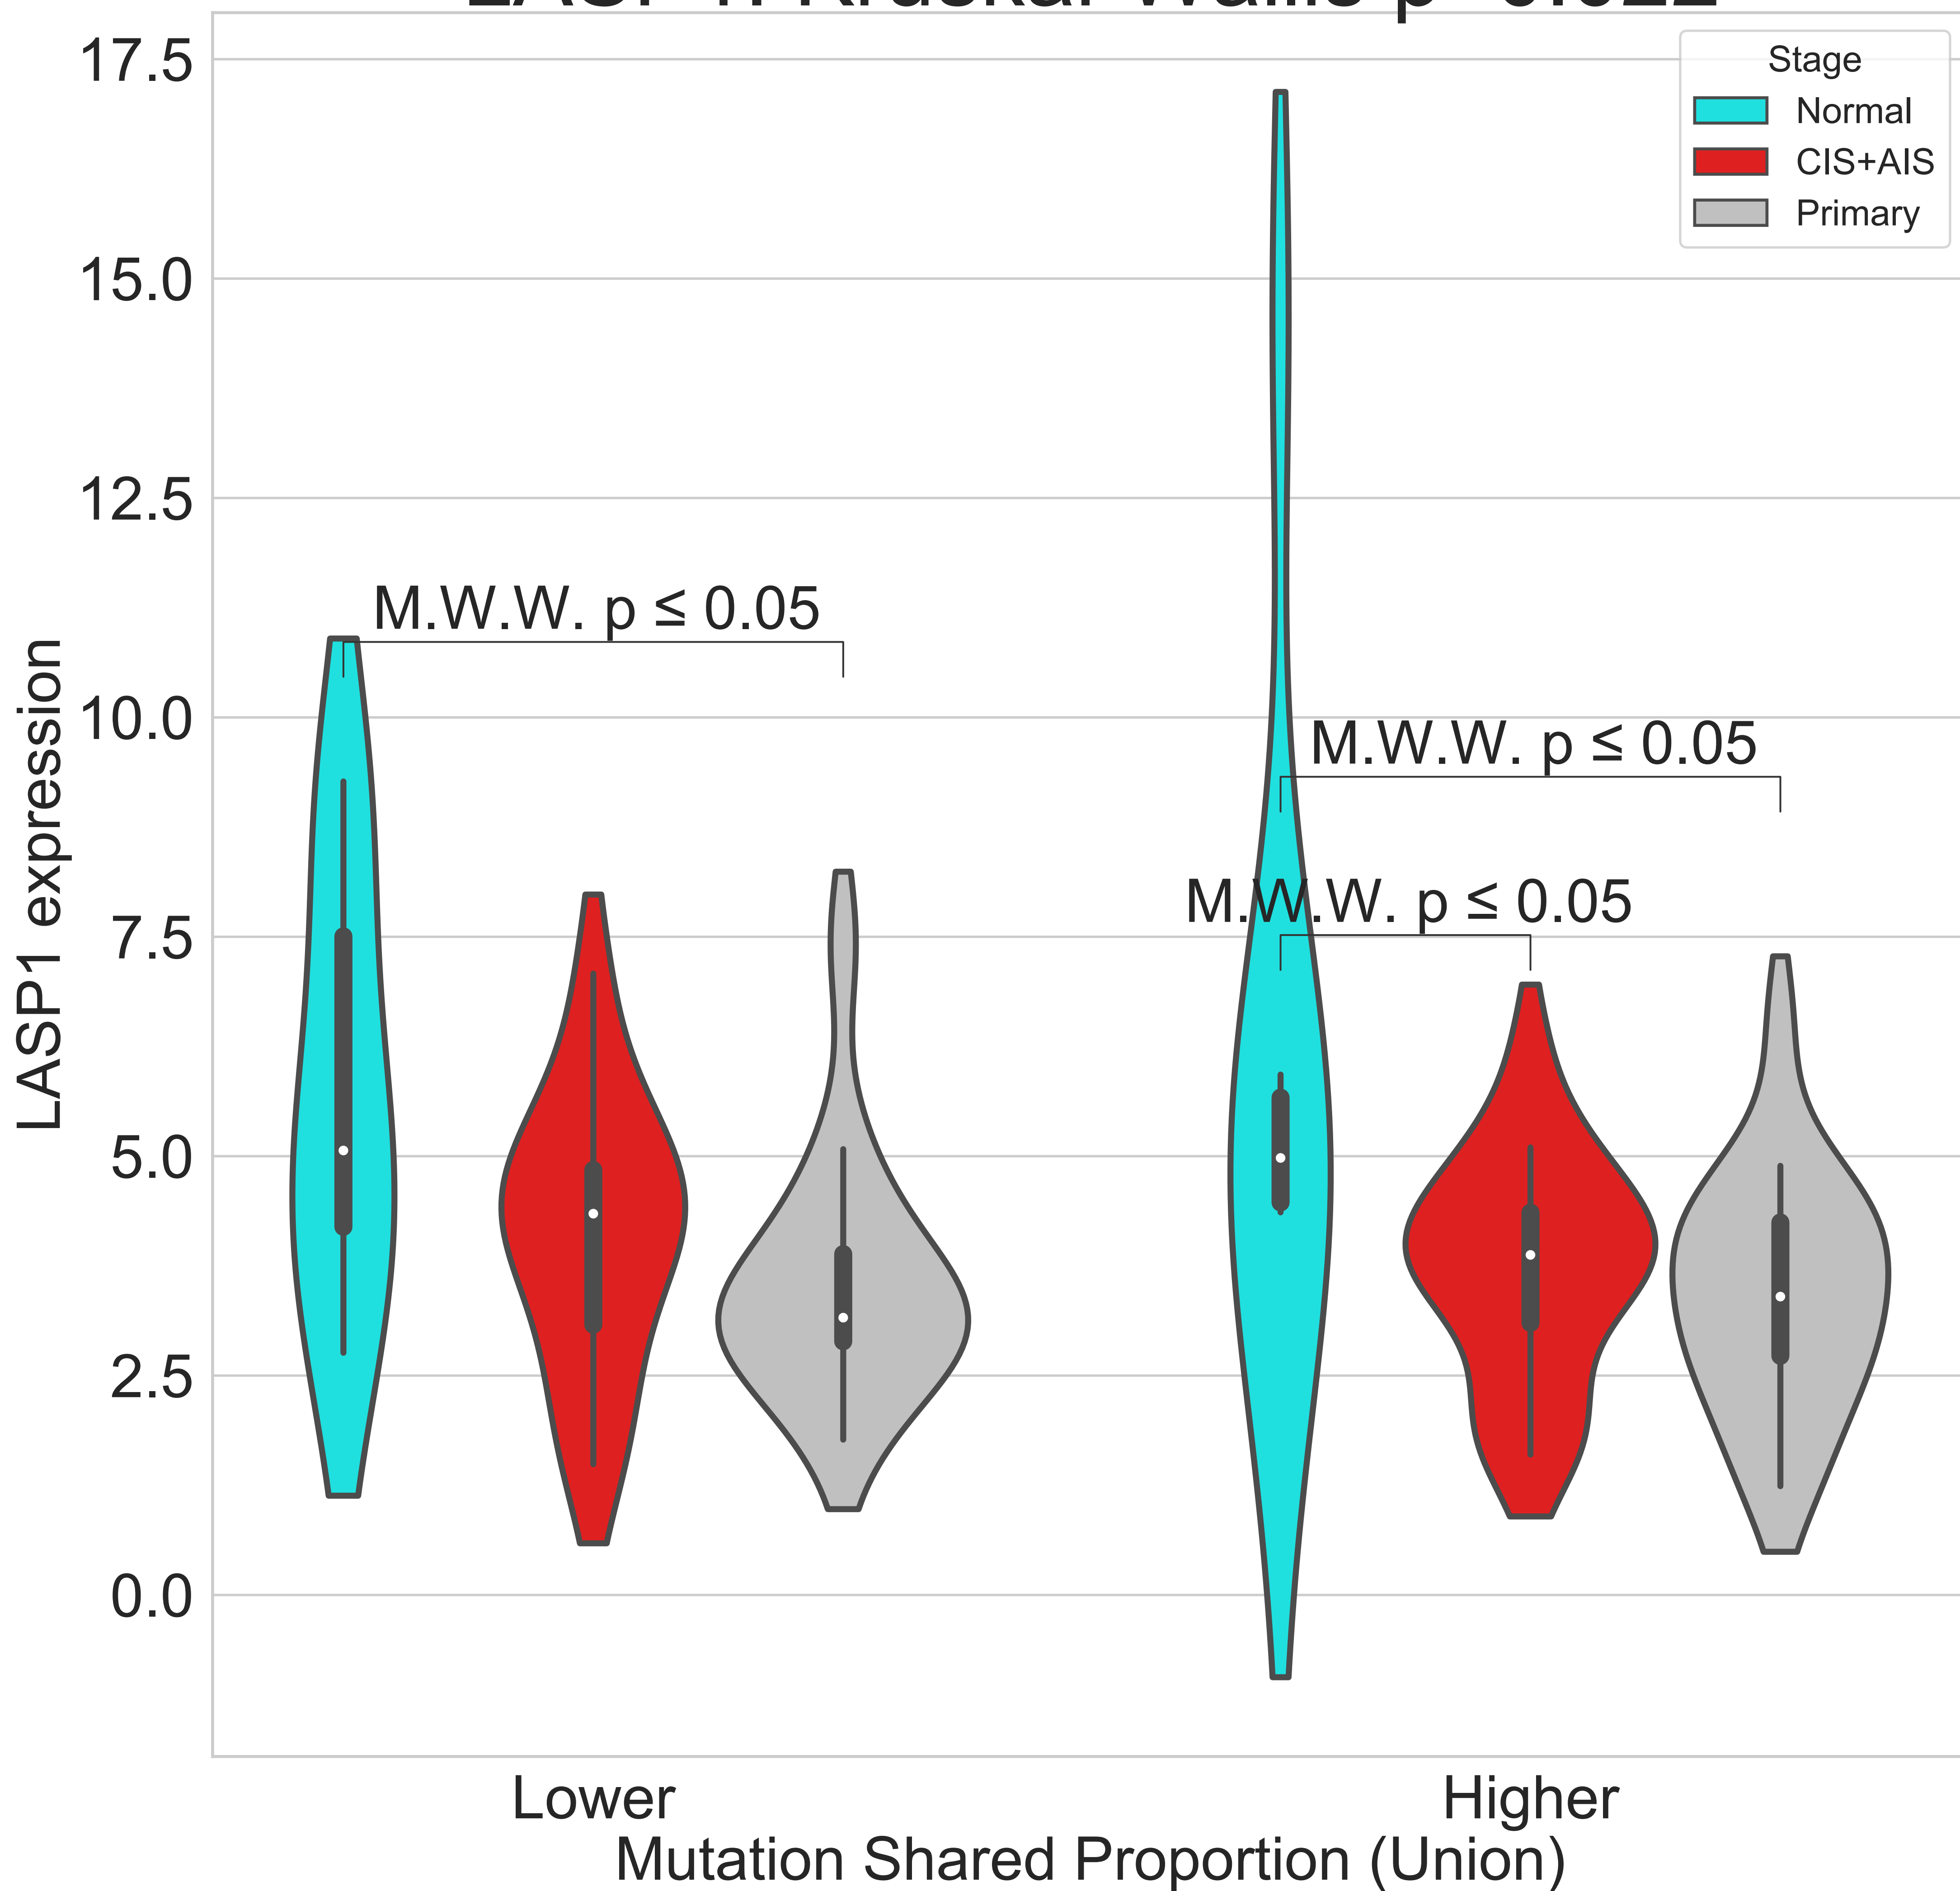 17.5
15.0
12.5
10.0
7.5
5.0
2.5
0.0
LASP1 expression
Stage
Normal
CIS+AIS
Primary
M.W.W. p ≤ 0.05
M.W.W. p ≤ 0.05
M.W.W. p ≤ 0.05
Lower
Higher
Mutation Shared Proportion (Union)